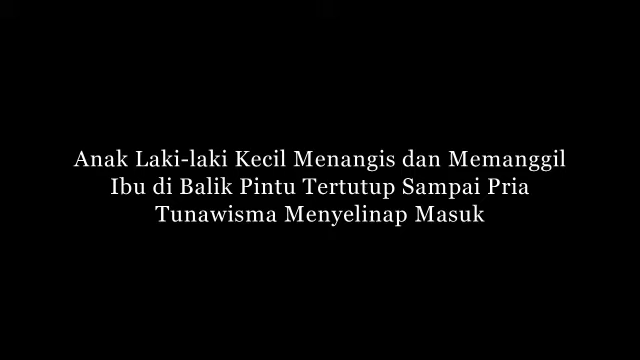 Anak Laki-laki Kecil Menangis dan Memanggil
Ibu di Balik Pintu Tertutup Sampai Pria
Tunawisma Menyelinap Masuk